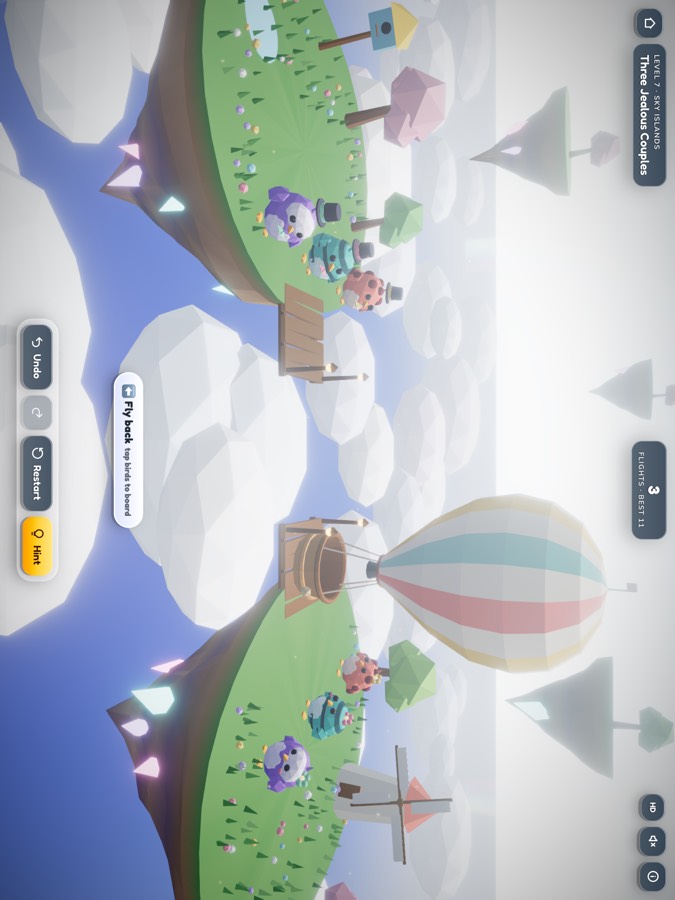 LEVEL 7 · SKY ISLANDS
Three Jealous Couples
3
FLIGHTS · BEST 11
HD
Fly back tap birds to board
Undo
Restart
Hint